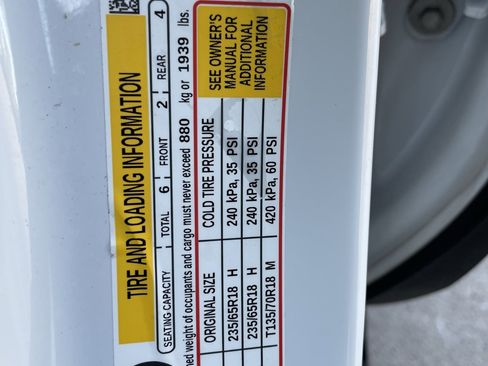 TIRE AND LOADING INFORMATION
SEATING CAPACITY TOTAL 6 FRONT 2 REAR 4
weight of occupants and cargo must never exceed 880 kg or 1939 lbs.
ORIGINAL SIZE COLD TIRE PRESSURE
235/65R18 H 240 kPa, 35 PSI
235/65R18 H 240 kPa, 35 PSI
T135/70R18 M 420 kPa, 60 PSI
SEE OWNER'S
MANUAL FOR
ADDITIONAL
INFORMATION